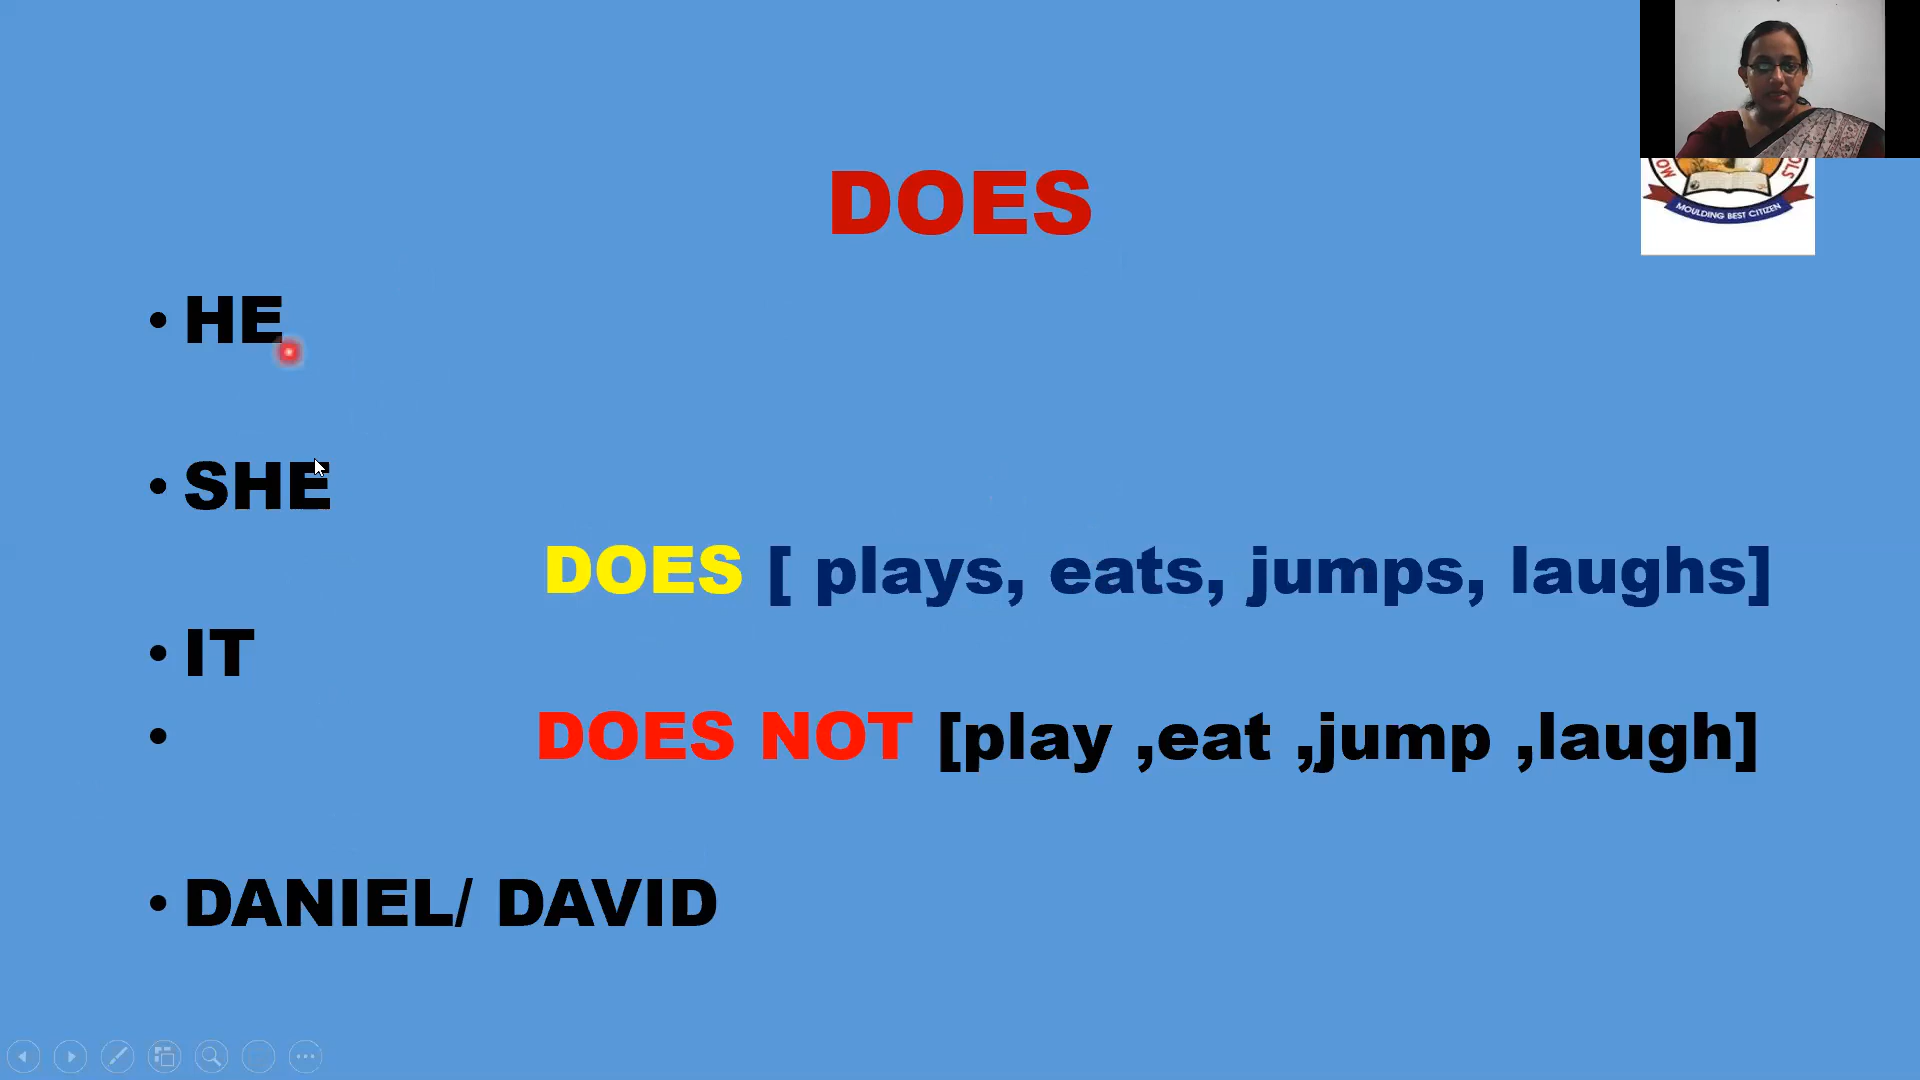 DOES
• HE
• SHE
DOES [ plays, eats, jumps, laughs]
• IT
• DOES NOT [play ,eat ,jump ,laugh]
• DANIEL/ DAVID
MOULDING BEST CITIZEN